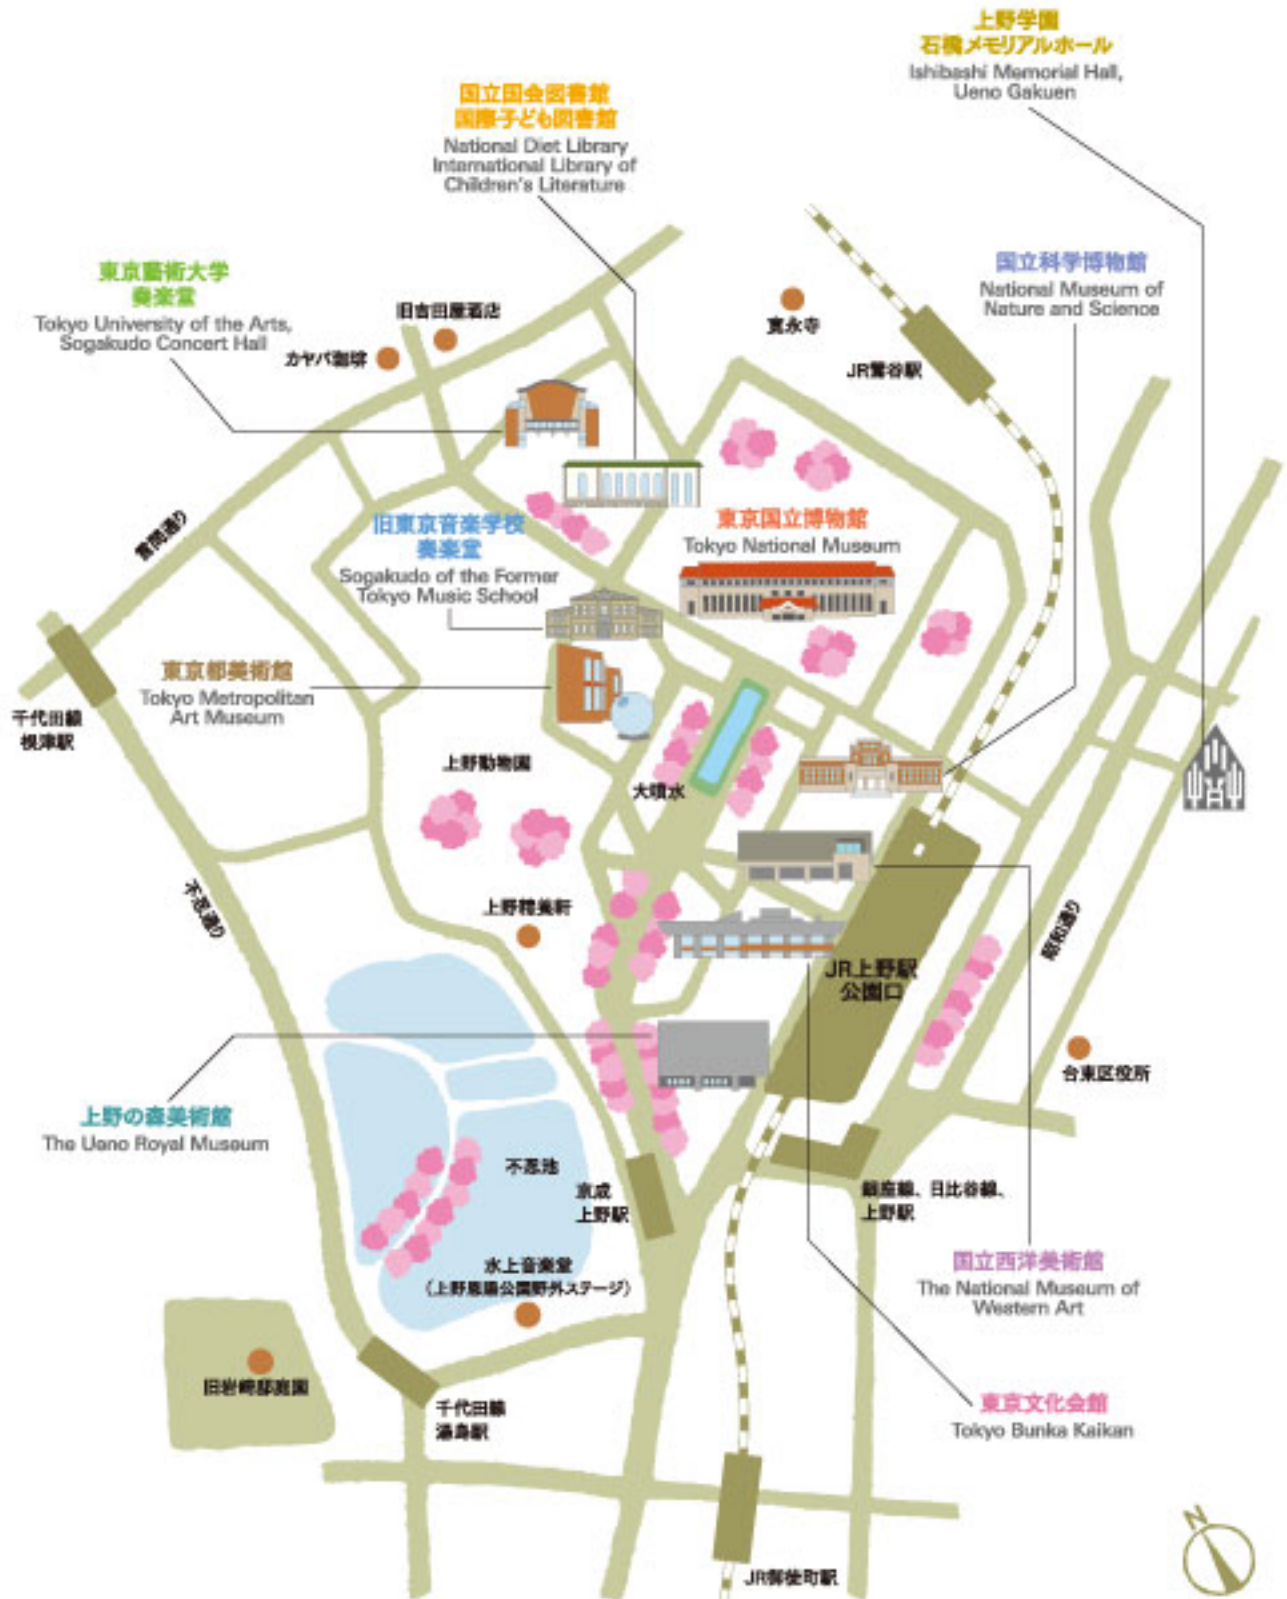 上野学園
石橋メモリアルホール
Ishibashi Memorial Hall,
Ueno Gakuen
国立国会図書館
国際子ども図書館
National Diet Library
International Library of
Children's Literature
国立科学博物館
National Museum of
Nature and Science
東京藝術大学
奏楽堂
Tokyo University of the Arts,
Sogakudo Concert Hall
旧吉田屋酒店
カヤバ珈琲
寛永寺
JR鶯谷駅
言問通り
旧東京音楽学校
奏楽堂
Sogakudo of the Former
Tokyo Music School
東京国立博物館
Tokyo National Museum
東京都美術館
Tokyo Metropolitan
Art Museum
千代田線
根津駅
上野動物園
大噴水
不忍通り
上野精養軒
昭和通り
JR上野駅
公園口
台東区役所
上野の森美術館
The Ueno Royal Museum
不忍池
京成
上野駅
銀座線、日比谷線、
上野駅
水上音楽堂
(上野恩賜公園野外ステージ)
国立西洋美術館
The National Museum of
Western Art
旧岩崎邸庭園
千代田線
湯島駅
東京文化会館
Tokyo Bunka Kaikan
JR御徒町駅
N